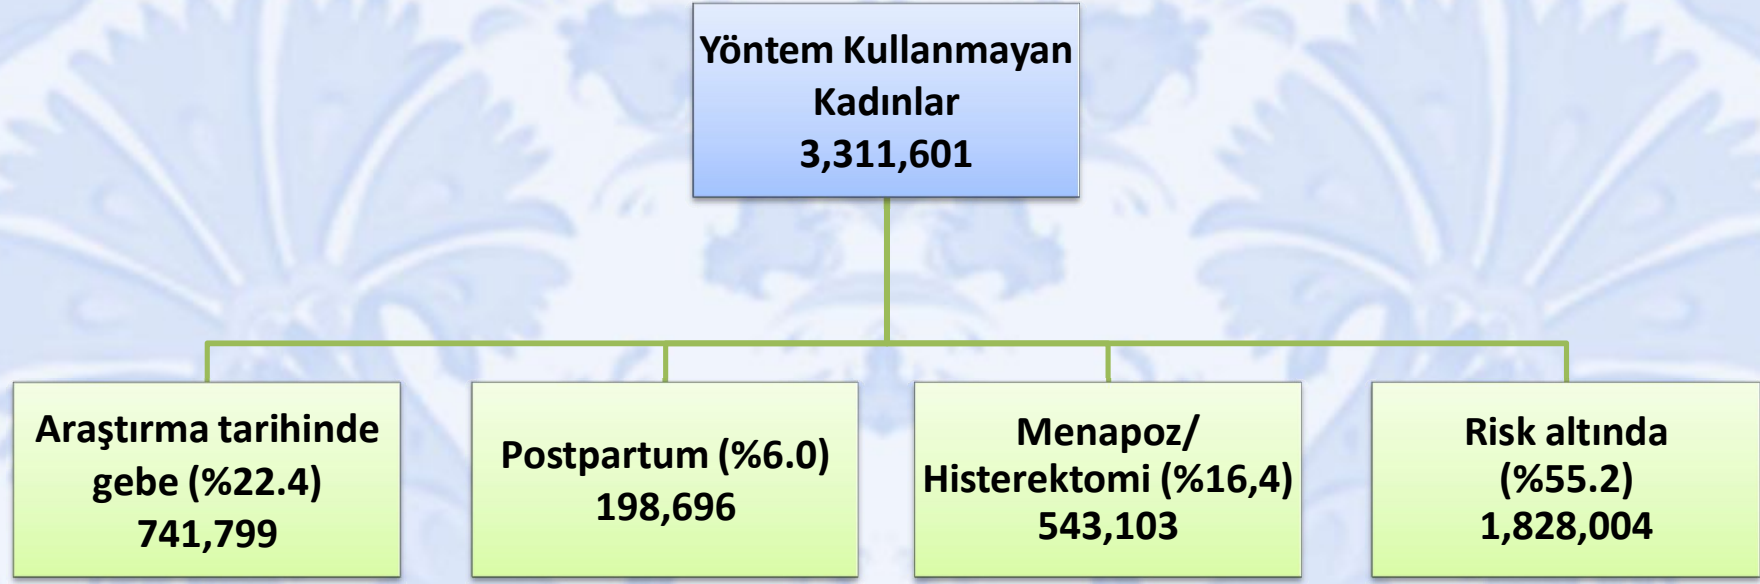 Yöntem Kullanmayan
Kadınlar
3,311,601
Araştırma tarihinde
gebe (%22.4)
741,799
Postpartum (%6.0)
198,696
Menapoz/
Histerektomi (%16,4)
543,103
Risk altında
(%55.2)
1,828,004